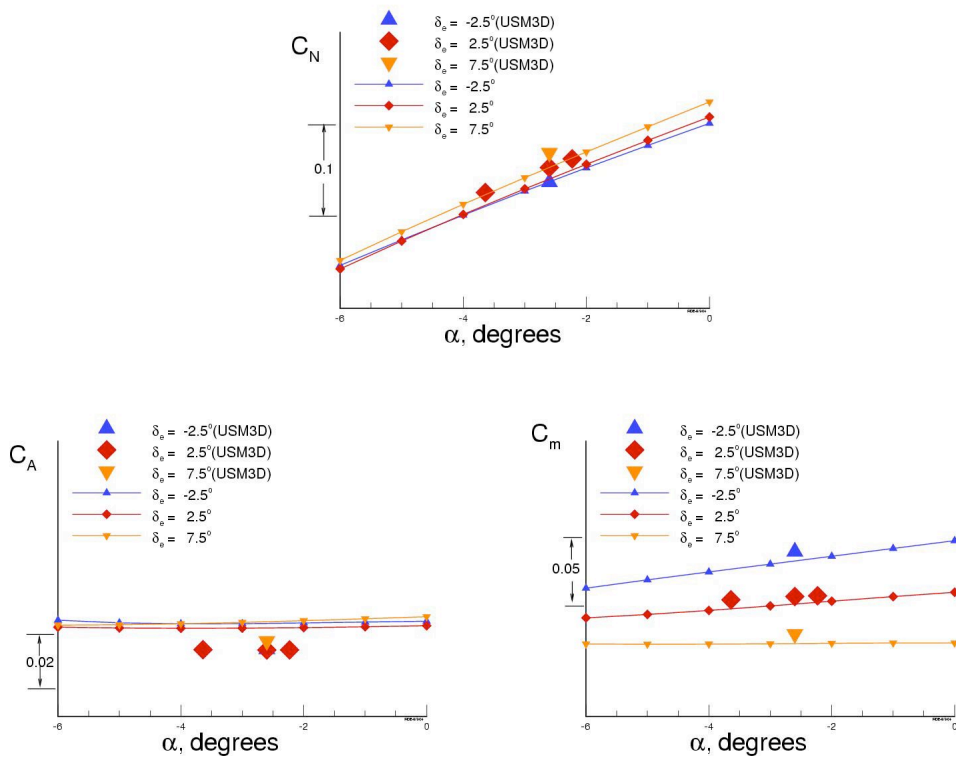 C_N
δ_e = -2.5°(USM3D)
δ_e = 2.5°(USM3D)
δ_e = 7.5°(USM3D)
δ_e = -2.5°
δ_e = 2.5°
δ_e = 7.5°
0.1
-6 -4 -2 0
α, degrees
C_A
δ_e = -2.5°(USM3D)
δ_e = 2.5°(USM3D)
δ_e = 7.5°(USM3D)
δ_e = -2.5°
δ_e = 2.5°
δ_e = 7.5°
0.02
-6 -4 -2 0
α, degrees
C_m
δ_e = -2.5°(USM3D)
δ_e = 2.5°(USM3D)
δ_e = 7.5°(USM3D)
δ_e = -2.5°
δ_e = 2.5°
δ_e = 7.5°
0.05
-6 -4 -2 0
α, degrees